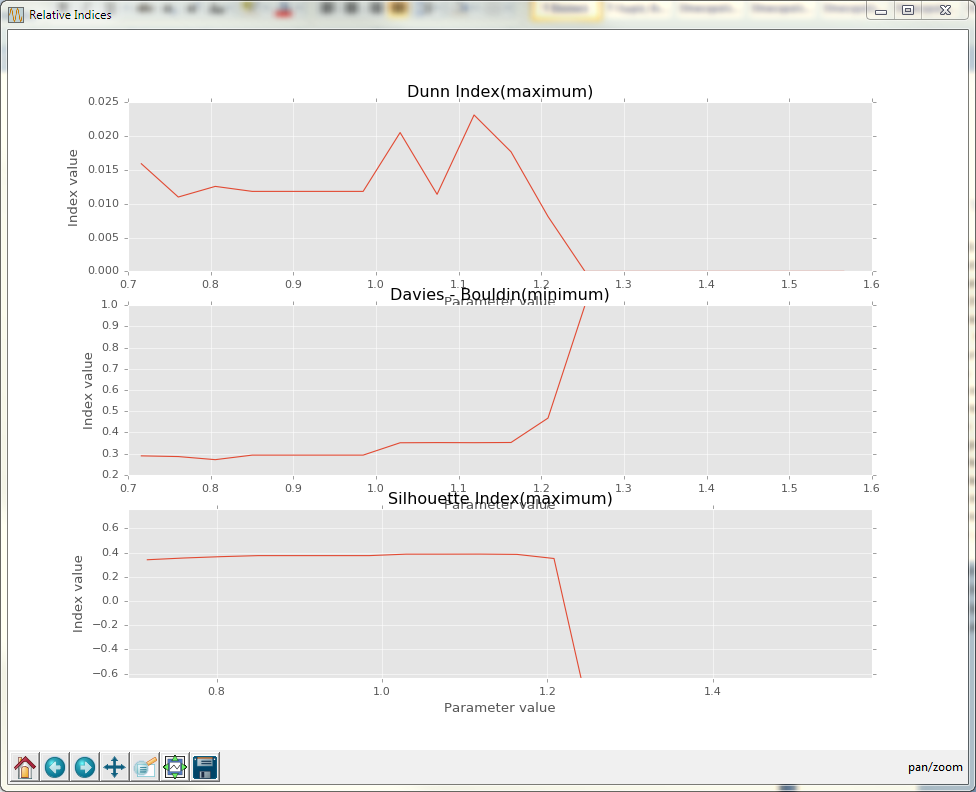 Relative Indices
Dunn Index(maximum)
Index value
0.025
0.020
0.015
0.010
0.005
0.000
0.7 0.8 0.9 1.0 1.1 1.2 1.3 1.4 1.5 1.6
Parameter value
Davies - Bouldin(minimum)
Index value
1.0
0.9
0.8
0.7
0.6
0.5
0.4
0.3
0.2
0.7 0.8 0.9 1.0 1.1 1.2 1.3 1.4 1.5 1.6
Parameter value
Silhouette Index(maximum)
Index value
0.6
0.4
0.2
0.0
−0.2
−0.4
−0.6
0.8 1.0 1.2 1.4
Parameter value
pan/zoom